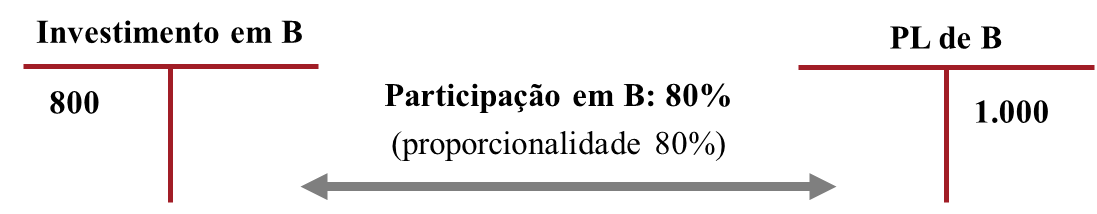 Investimento em B
PL de B
800
Participação em B: 80%
1.000
(proporcionalidade 80%)